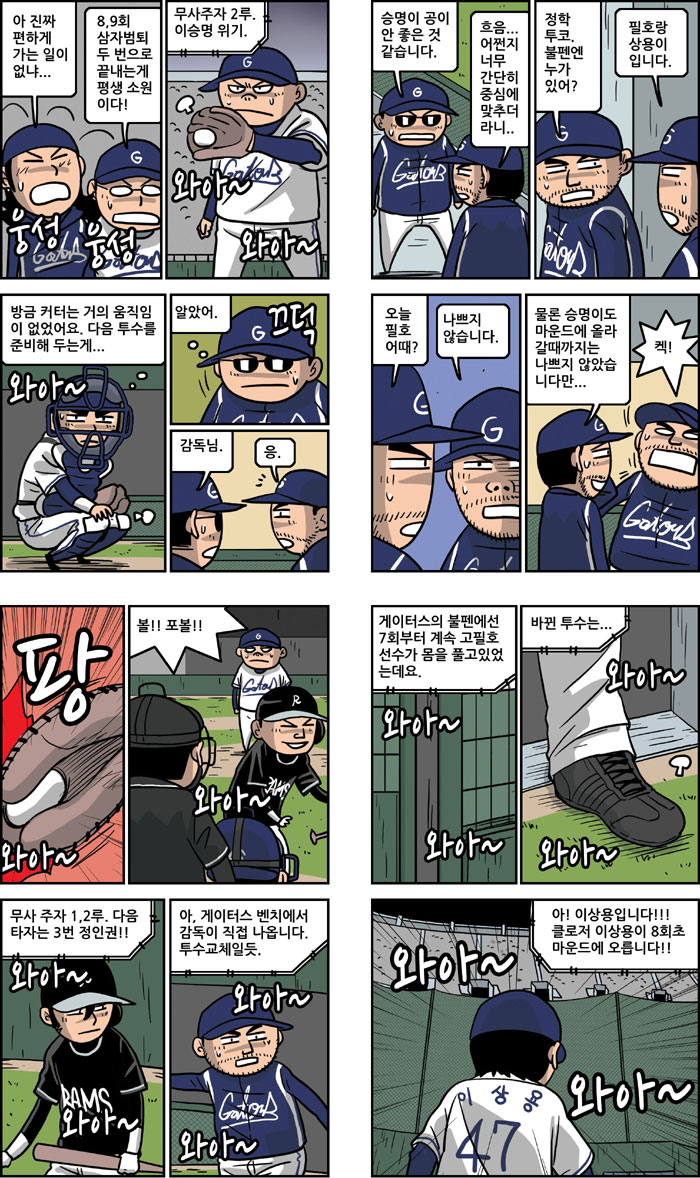 아 진짜
편하게
가는 일이
없냐...
8,9회
삼자범퇴
두 번으로
끝내는게
평생 소원
이다!
G
G
웅성
Gators
웅성
Gators
무사주자 2루.
이승명 위기.
G
Gators
와아~
와아~
방금 커터는 거의 움직임
이 없었어요. 다음 투수를
준비해 두는게...
와아~
알았어.
끄덕
G
감독님.
응.
팡
와아~
볼!! 포볼!!
G
Gators
R
RAMS
와아~
무사 주자 1,2루. 다음
타자는 3번 정인권!!
와아~
RAMS
와아~
아, 게이터스 벤치에서
감독이 직접 나옵니다.
투수교체일듯.
와아~
Gators
와아~
승명이 공이
안 좋은 것
같습니다.
흐음...
어쩐지
너무
간단히
중심에
맞추더
라니..
G
Gators
정학
투코.
불펜엔
누가
있어?
필호랑
상용이
입니다.
G
Gators
오늘
필호
어때?
나쁘지
않습니다.
G
물론 승명이도
마운드에 올라
갈때까지는
나쁘지 않았습
니다만...
켁!
Gators
게이터스의 불펜에선
7회부터 계속 고필호
선수가 몸을 풀고있었
는데요.
와아~
와아~
바뀐 투수는...
와아~
와아~
아! 이상용입니다!!!
클로저 이상용이 8회초
마운드에 오릅니다!!
와아~
와아~
이상용
47